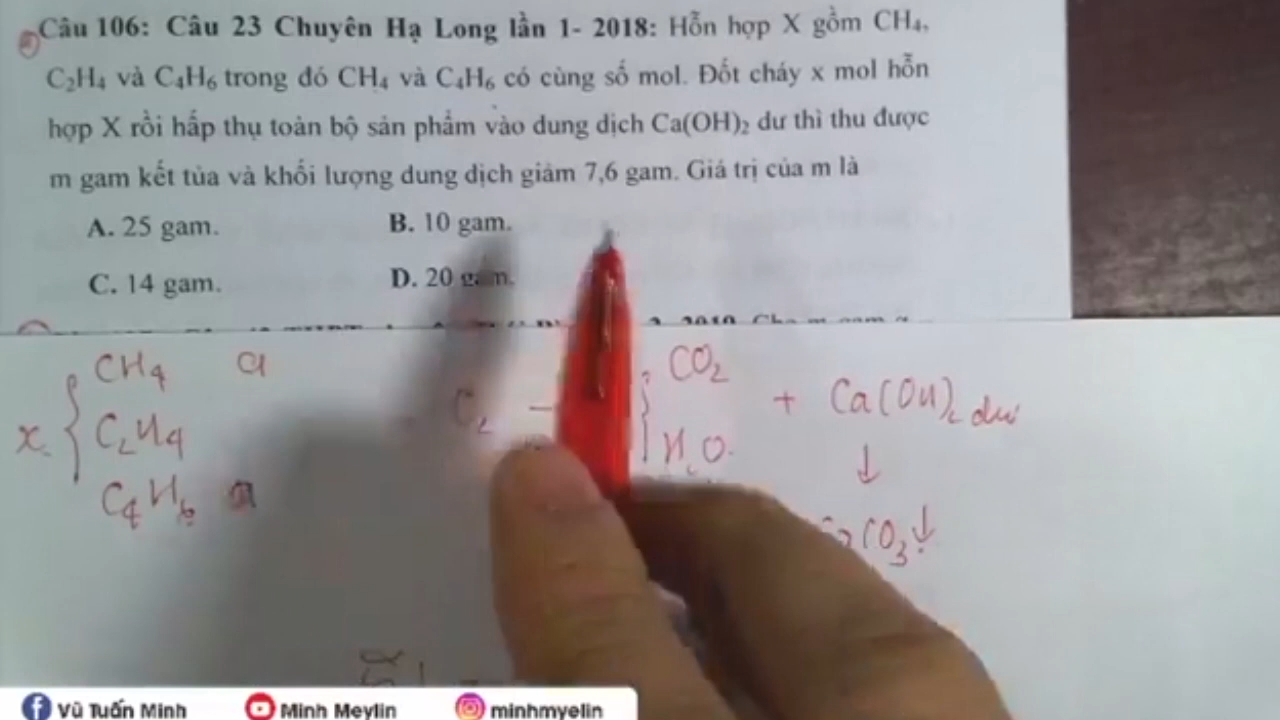 Câu 106: Câu 23 Chuyên Hạ Long lần 1- 2018: Hỗn hợp X gồm CH₄,
C₂H₄ và C₄H₆ trong đó CH₄ và C₄H₆ có cùng số mol. Đốt cháy x mol hỗn
hợp X rồi hấp thụ toàn bộ sản phẩm vào dung dịch Ca(OH)₂ dư thì thu được
m gam kết tủa và khối lượng dung dịch giảm 7,6 gam. Giá trị của m là
A. 25 gam. B. 10 gam.
C. 14 gam. D. 20 gam.
CH₄ a
x C₂H₄ C₂ CO₂ + Ca(OH)₂ dư
H₂O ↓
C₄H₆ a
CO₃↓
Vũ Tuấn Minh Minh Meylin minhmyelin